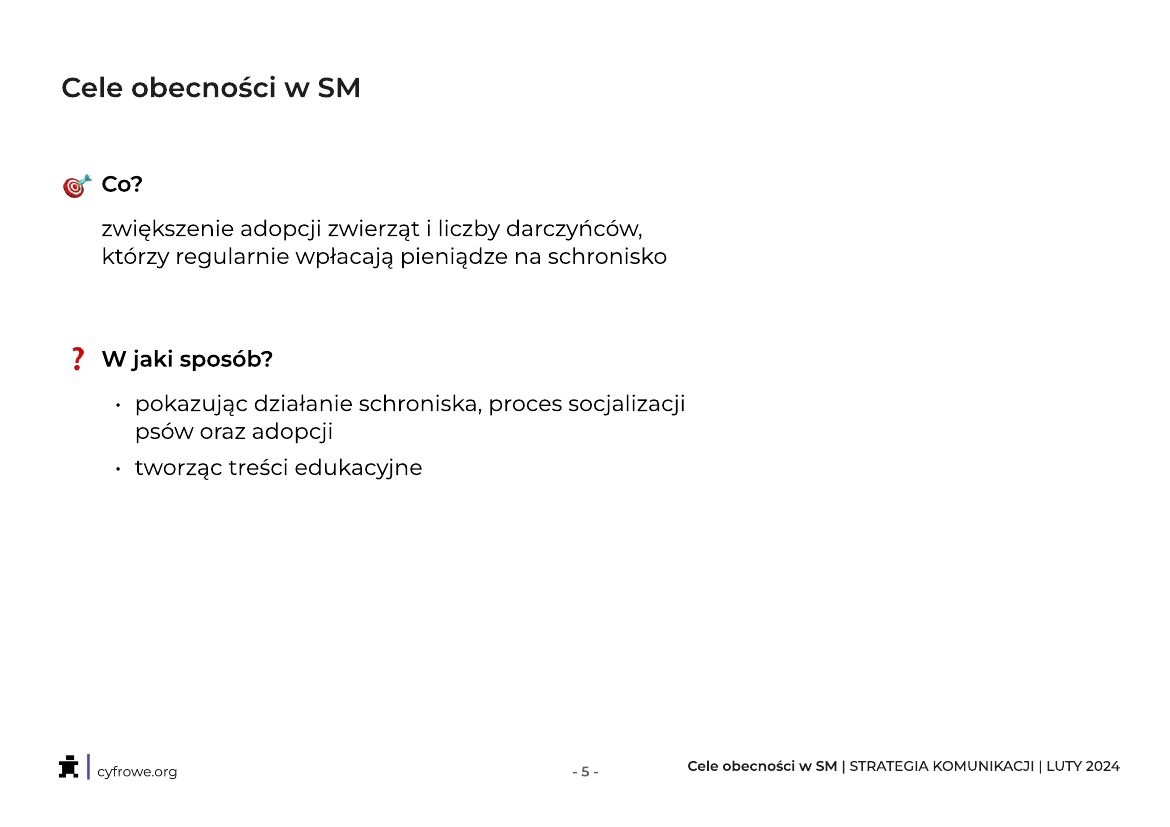 Cele obecności w SM
Co?
zwiększenie adopcji zwierząt i liczby darczyńców,
którzy regularnie wpłacają pieniądze na schronisko
W jaki sposób?
• pokazując działanie schroniska, proces socjalizacji
psów oraz adopcji
• tworząc treści edukacyjne
cyfrowe.org
- 5 -
Cele obecności w SM | STRATEGIA KOMUNIKACJI | LUTY 2024